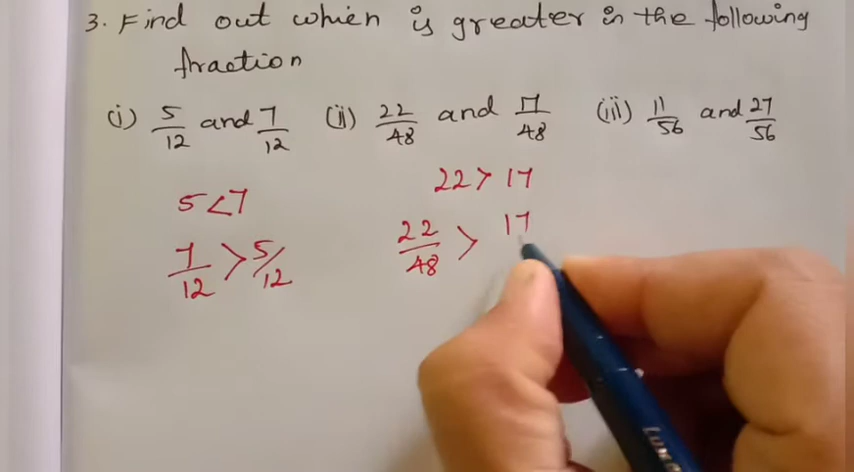 3. Find out which is greater in the following
fraction
(i) 5/12 and 7/12 (ii) 22/48 and 17/48 (iii) 11/56 and 27/56
5 < 7
7/12 > 5/12
22 > 17
22/48 > 17